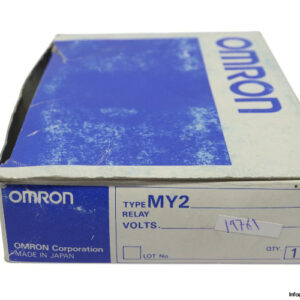 OMRON
OMRON
TYPE MY2
RELAY
VOLTS
19761
OMRON Corporation
MADE IN JAPAN
LOT No.
QTY. 1